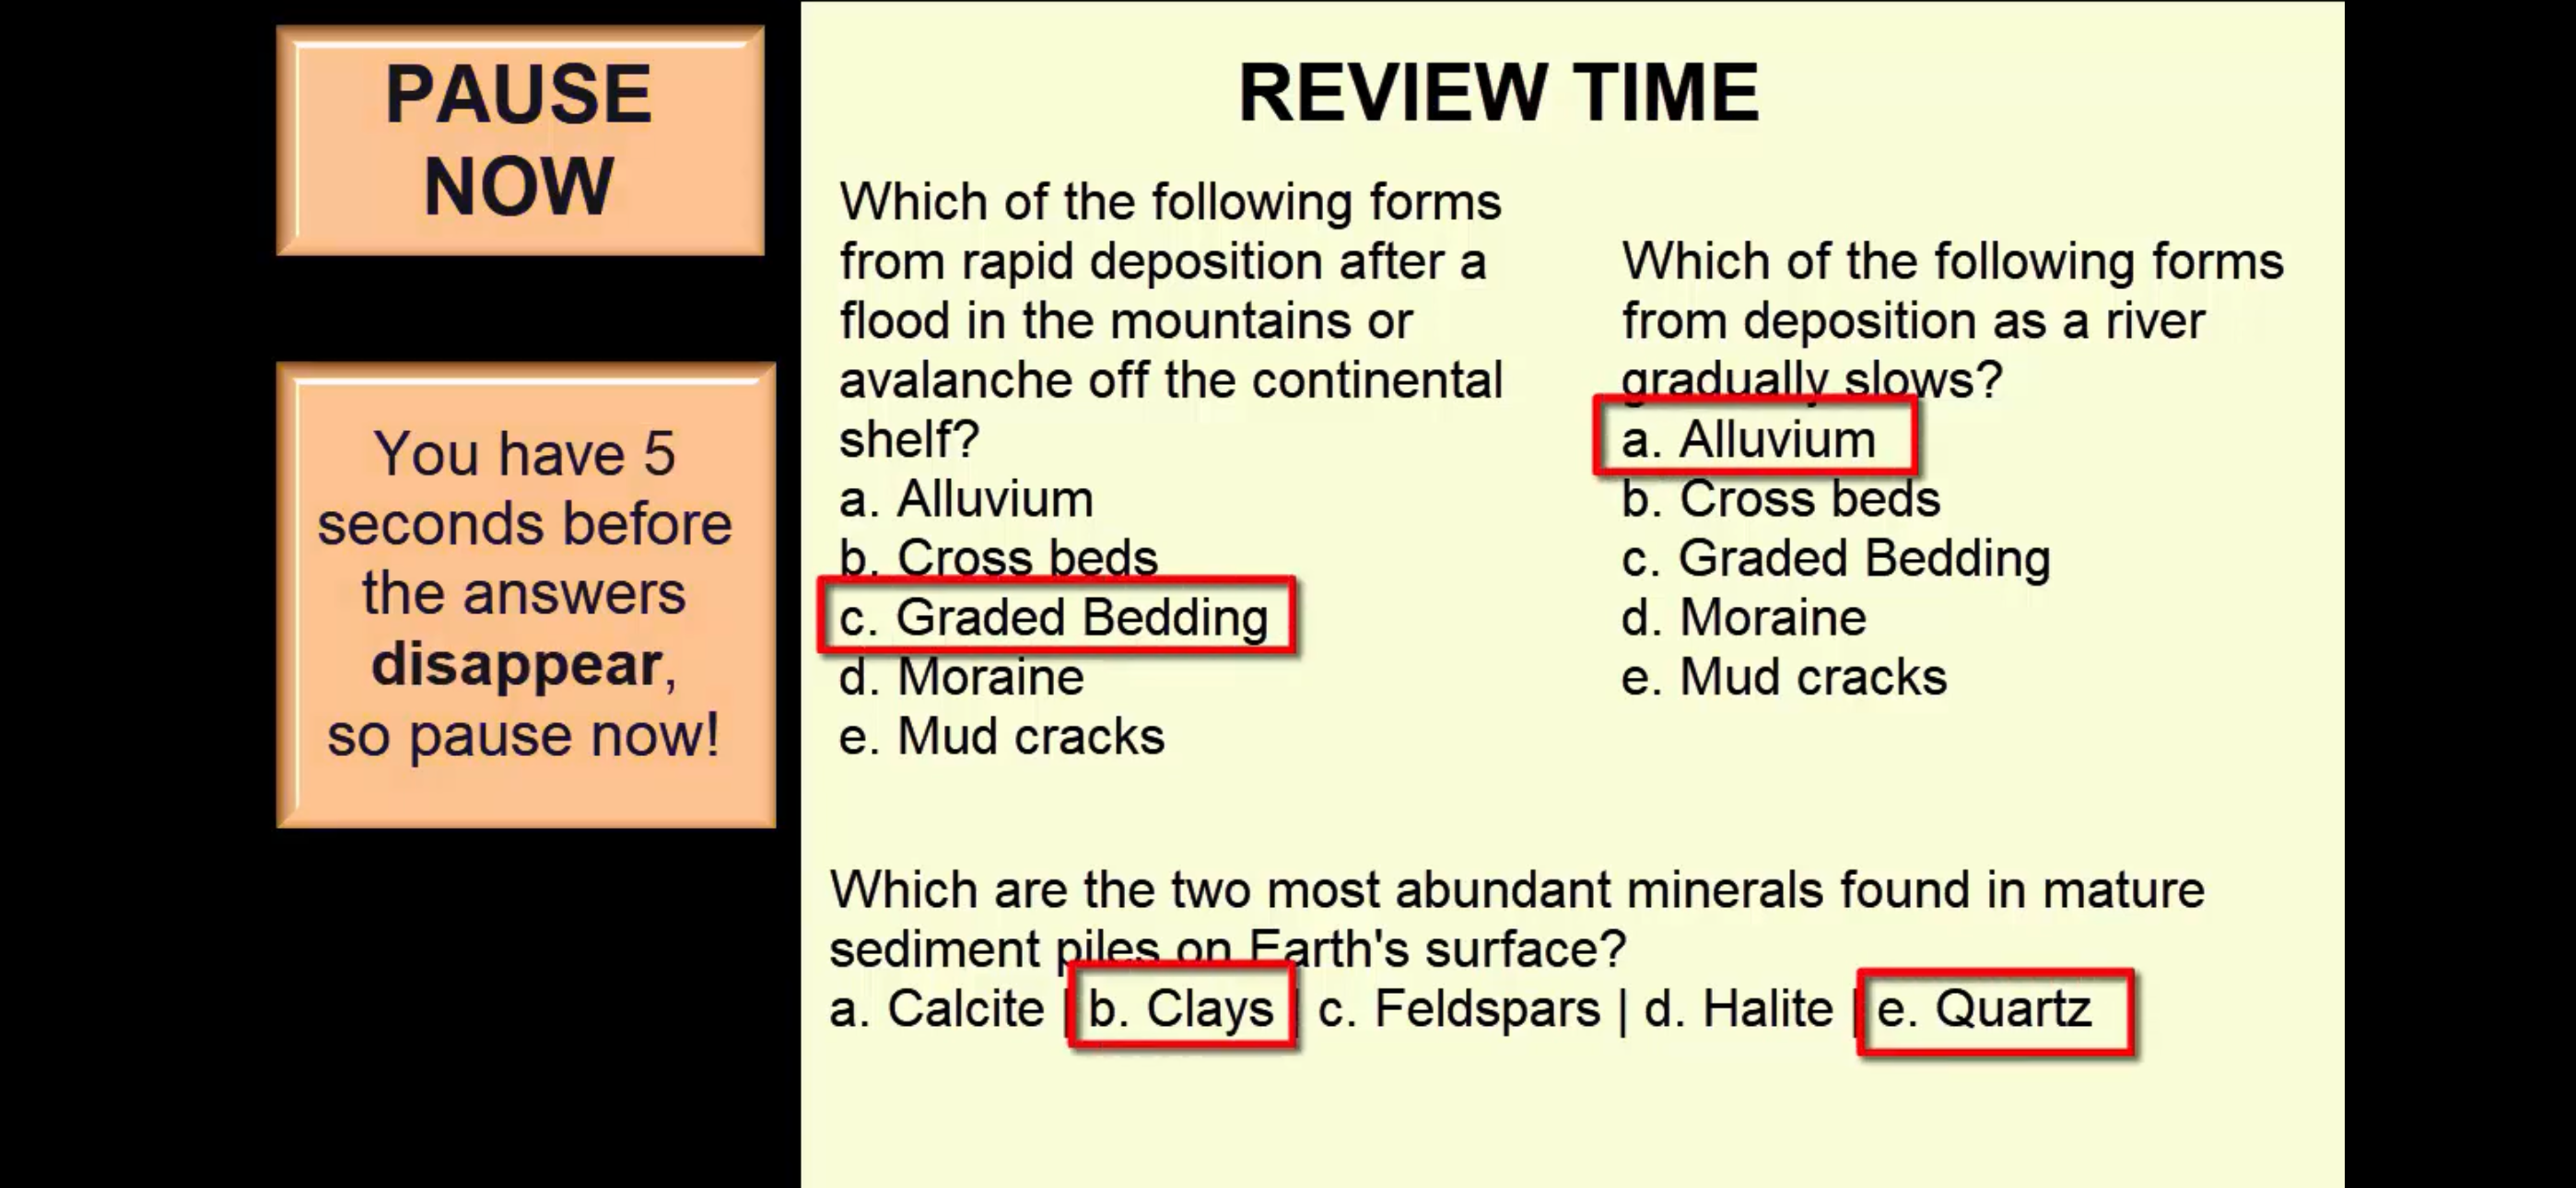 PAUSE
NOW
You have 5
seconds before
the answers
disappear,
so pause now!
REVIEW TIME
Which of the following forms
from rapid deposition after a
flood in the mountains or
avalanche off the continental
shelf?
a. Alluvium
b. Cross beds
c. Graded Bedding
d. Moraine
e. Mud cracks
Which of the following forms
from deposition as a river
gradually slows?
a. Alluvium
b. Cross beds
c. Graded Bedding
d. Moraine
e. Mud cracks
Which are the two most abundant minerals found in mature
sediment piles on Earth's surface?
a. Calcite | b. Clays | c. Feldspars | d. Halite | e. Quartz